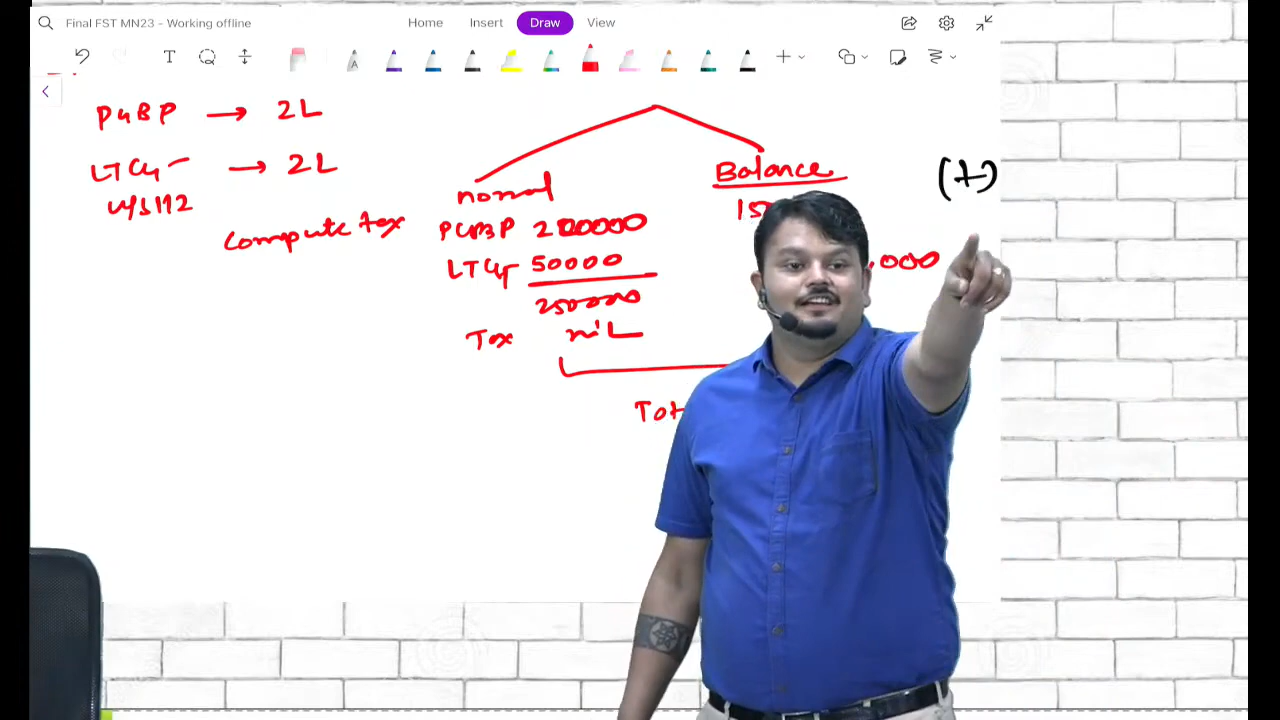 Final FST MN23 – Working offline
Home Insert Draw View
PGBP → 2L
LTCG → 2L
u/s 112
Compute tax
normal
PGBP 200000
LTCG 50000
250000
Tax nil
Balance
(+)